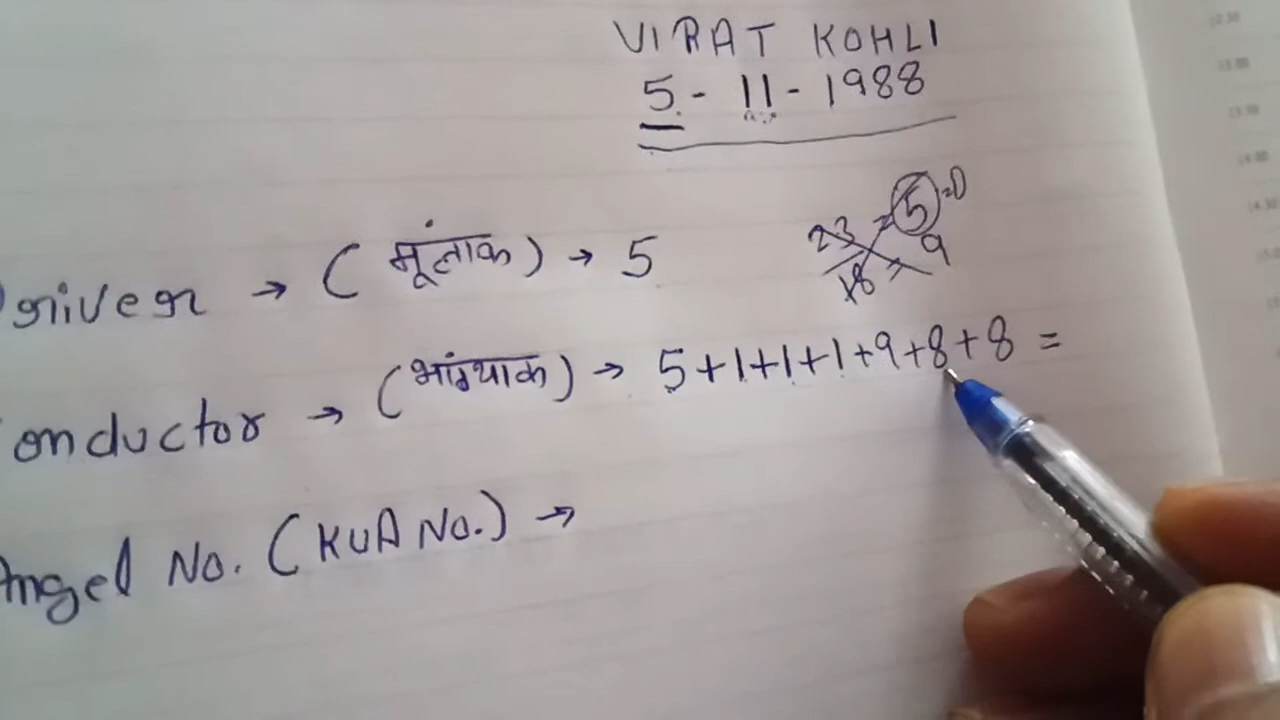 VIRAT KOHLI
5 - 11 - 1988
23 = 5 = D
18 = 9
Driver → (मूंलाक) → 5
Conductor → (भांग्याक) → 5+1+1+1+9+8+8 =
Angel No. (KUA No.) →